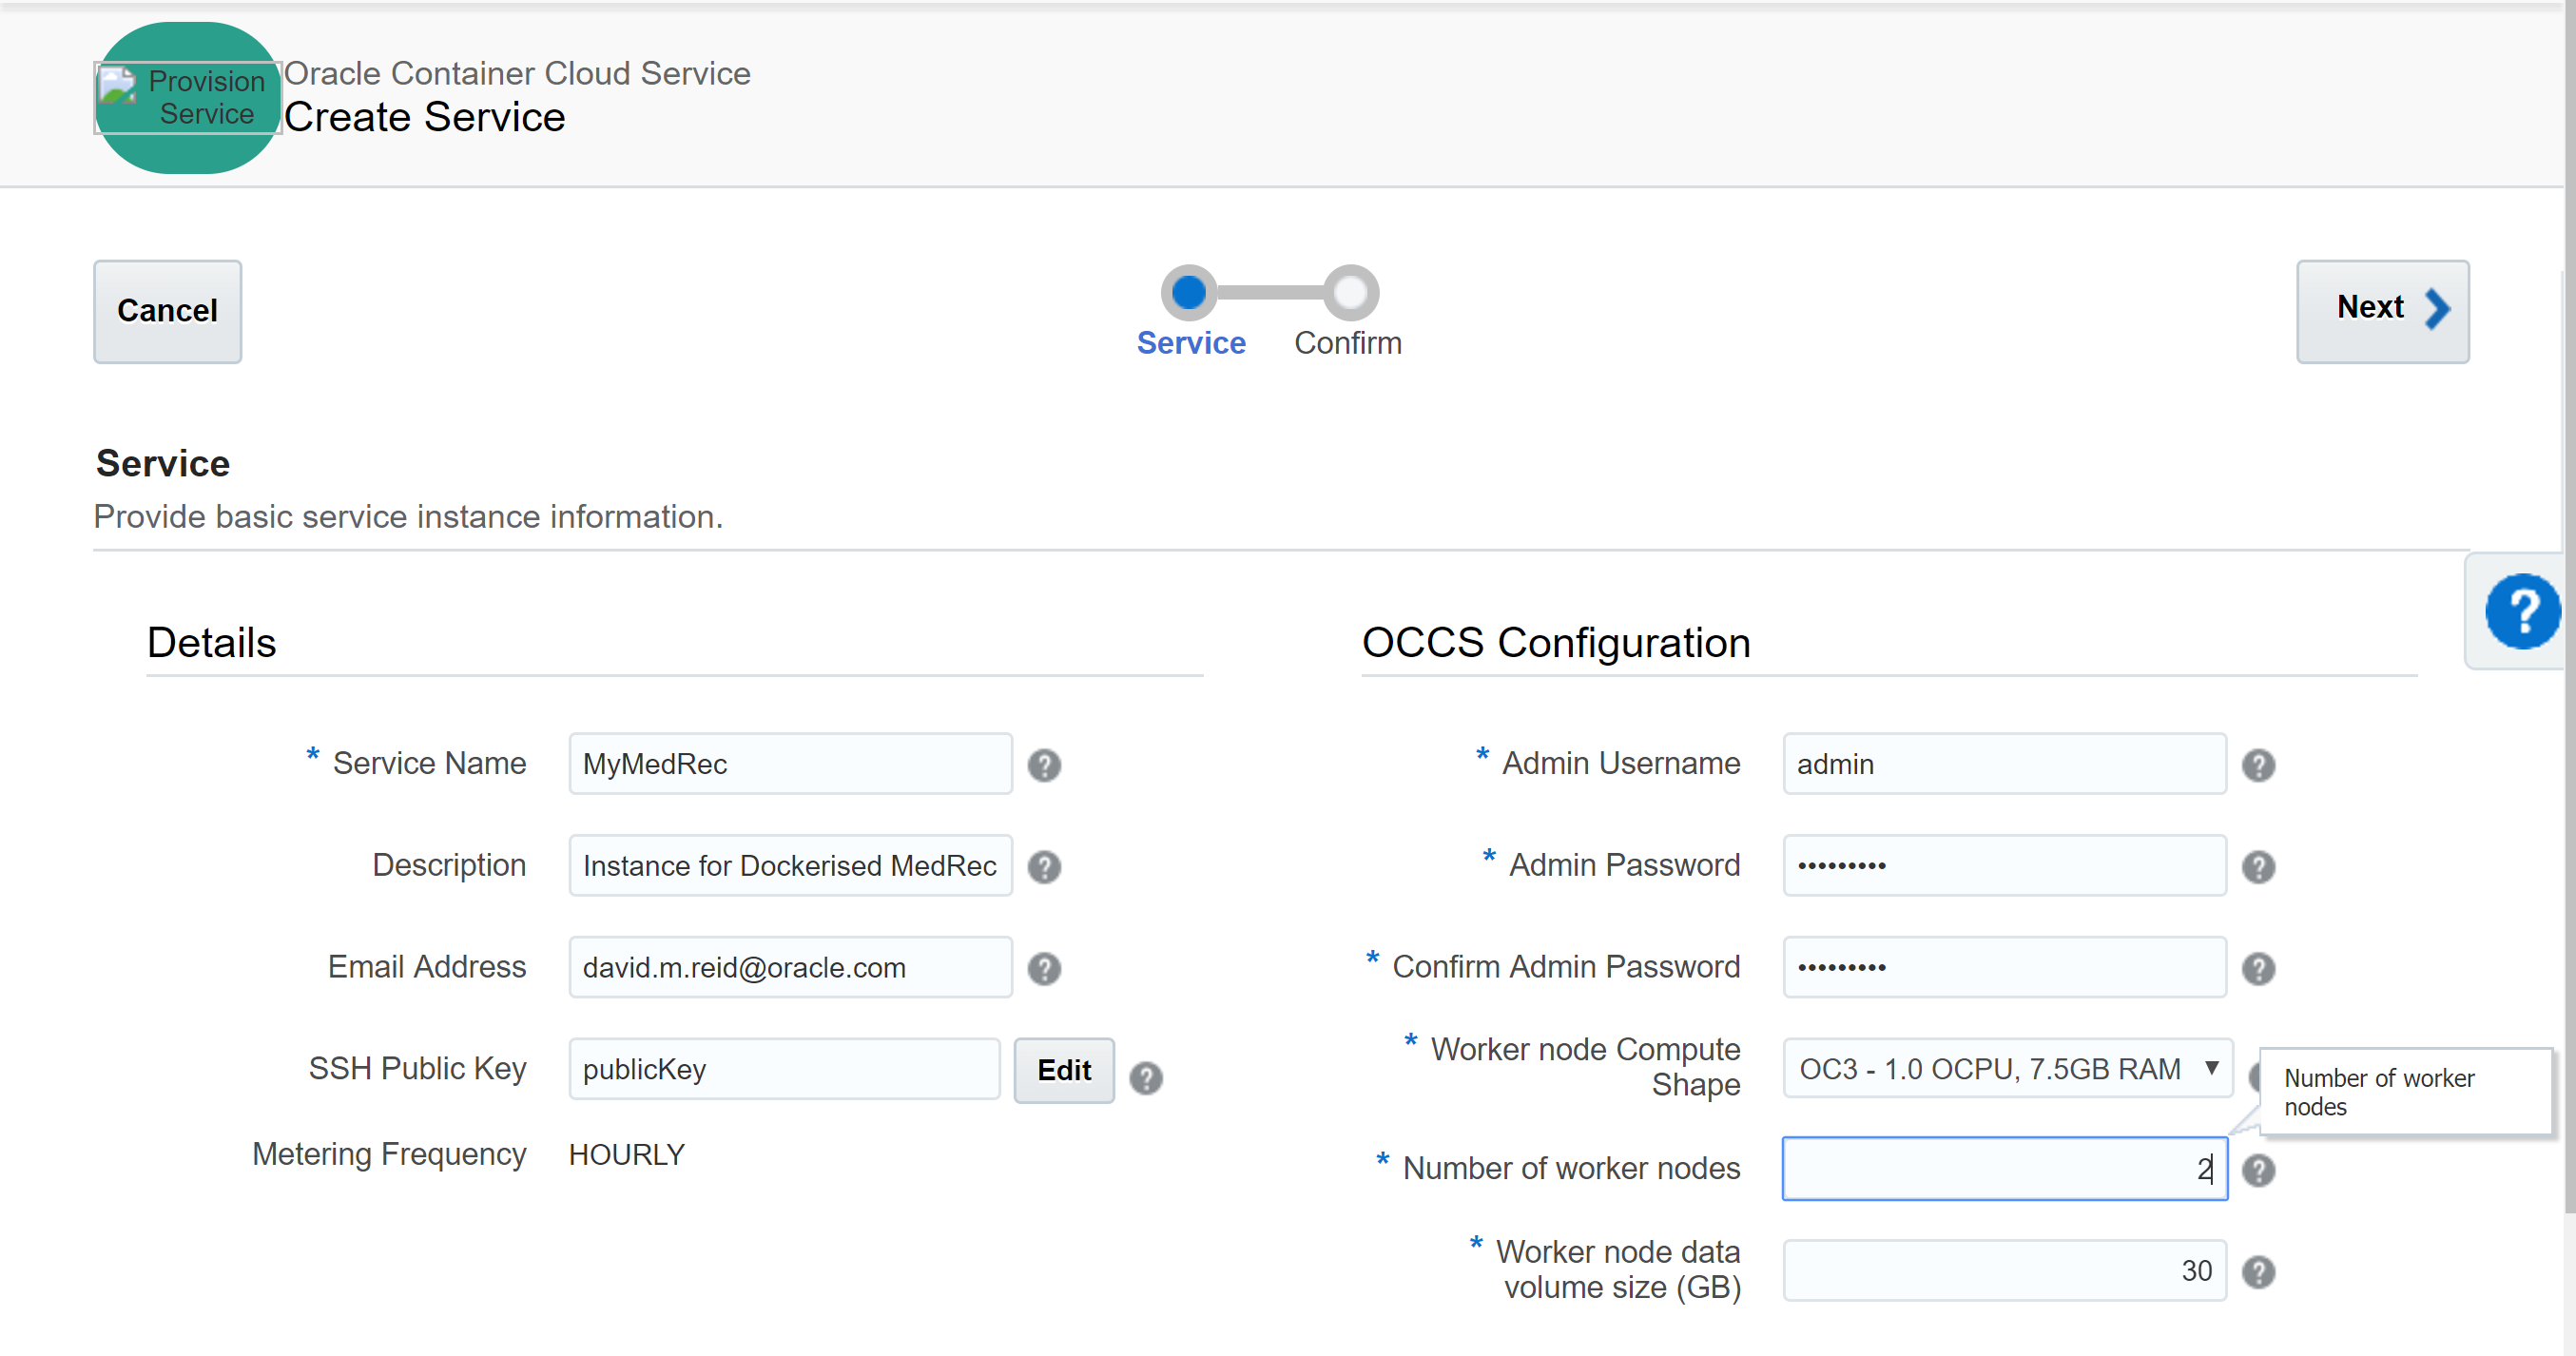 Provision
Service
Oracle Container Cloud Service
Create Service
Cancel
Service
Confirm
Next
Service
Provide basic service instance information.
Details
* Service Name MyMedRec ?
Description Instance for Dockerised MedRec ?
Email Address david.m.reid@oracle.com ?
SSH Public Key publicKey Edit ?
Metering Frequency HOURLY
OCCS Configuration
?
* Admin Username admin ?
* Admin Password ••••••••• ?
* Confirm Admin Password ••••••••• ?
* Worker node Compute
Shape
OC3 - 1.0 OCPU, 7.5GB RAM ▼
Number of worker
nodes
* Number of worker nodes 2 ?
* Worker node data
volume size (GB)
30 ?